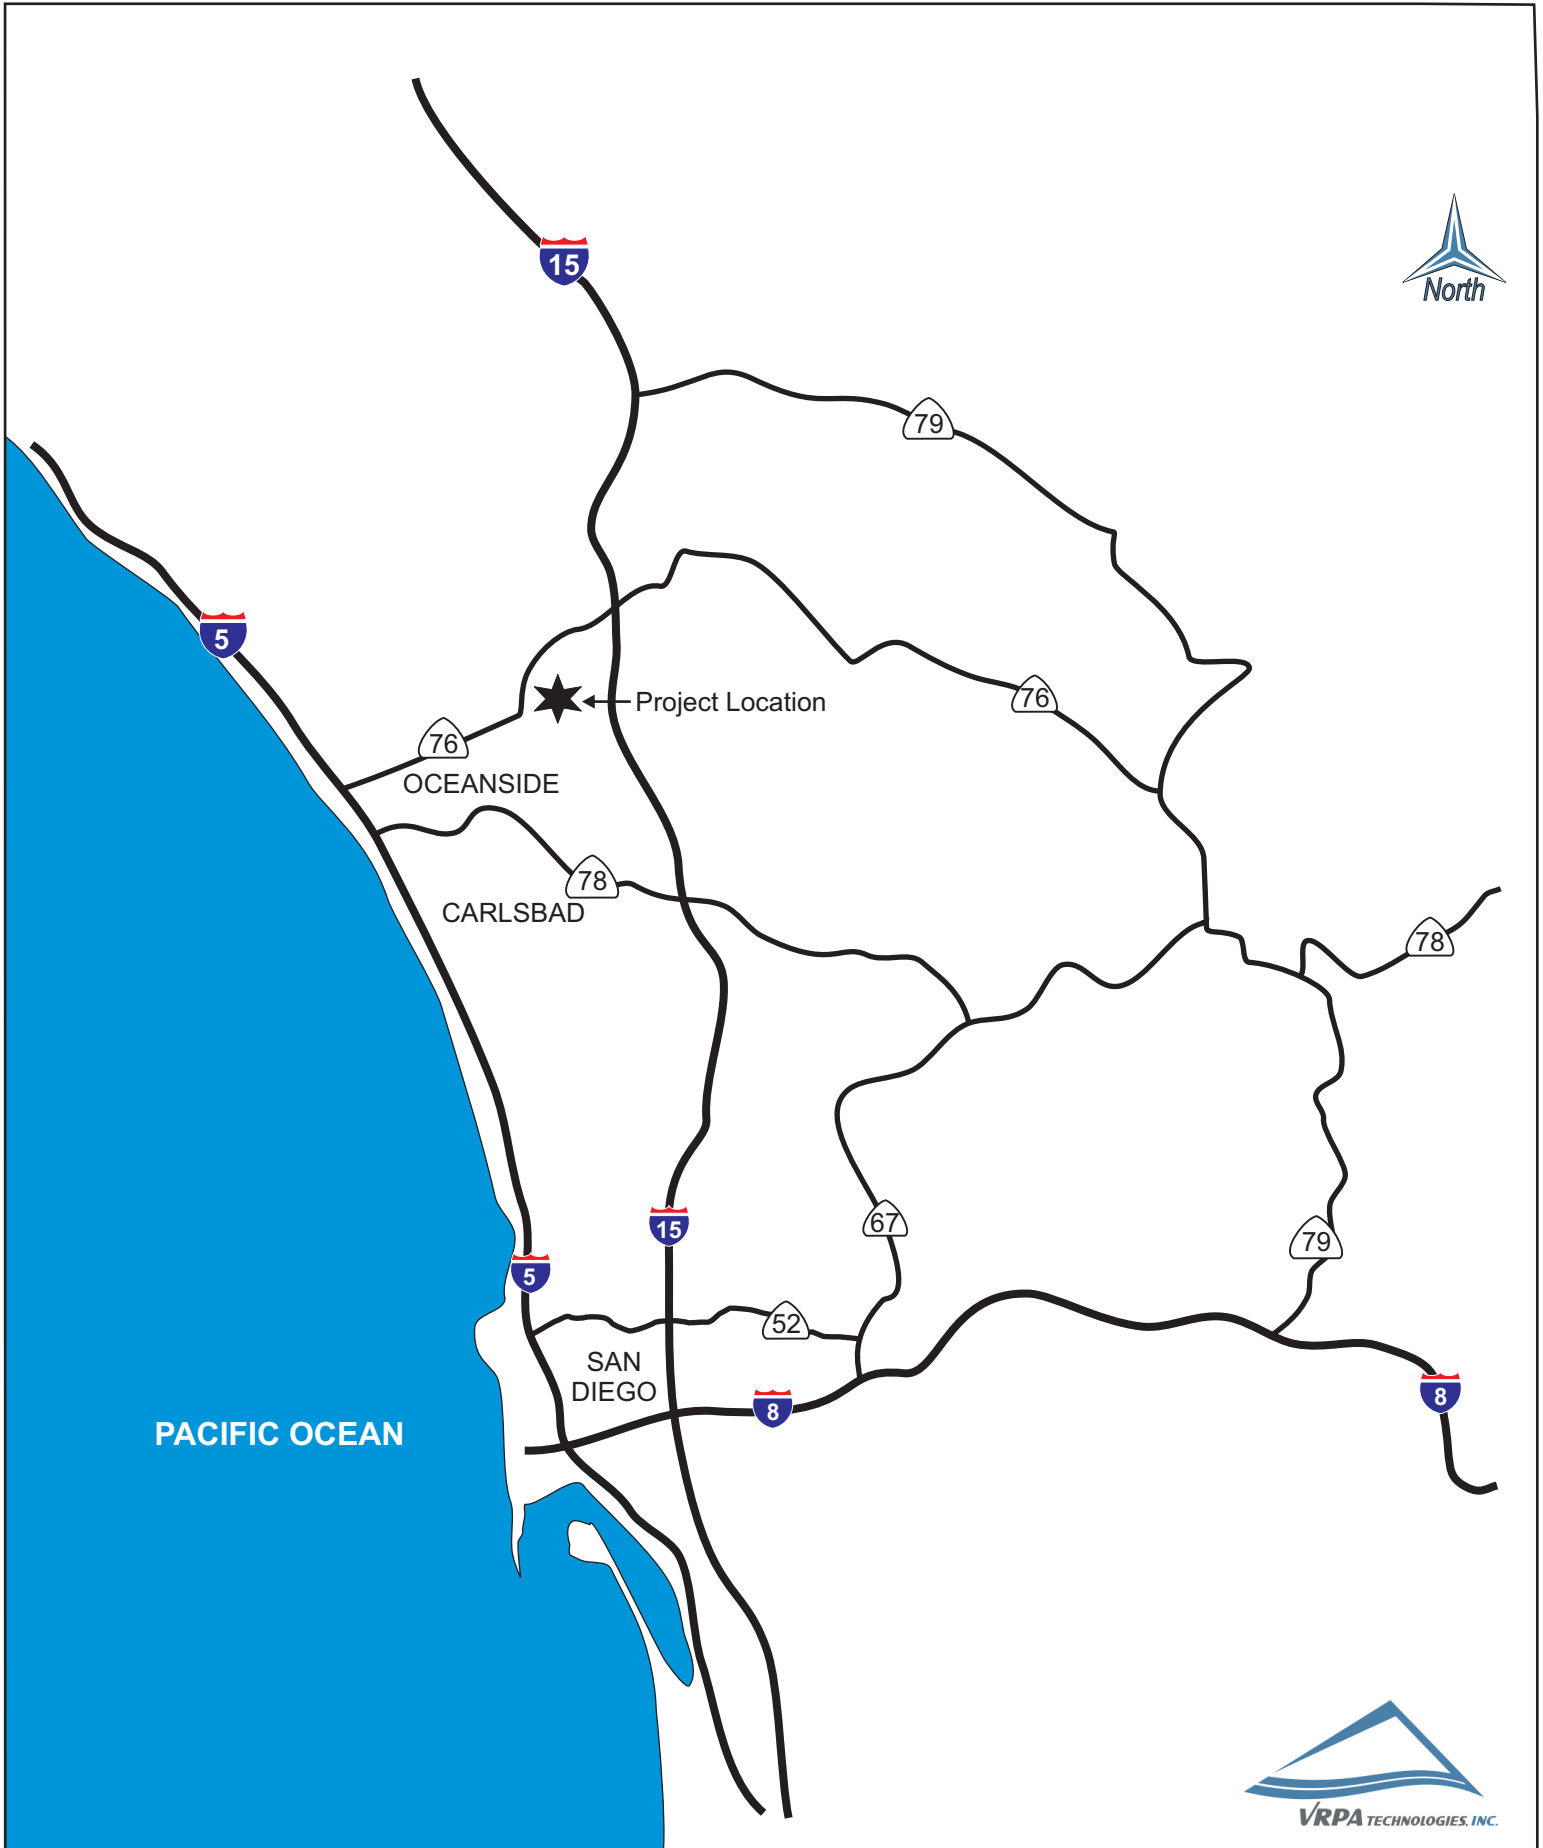 15
North
79
5
76
Project Location
76
OCEANSIDE
78
CARLSBAD
78
67
15
79
5
52
SAN
DIEGO
8
8
PACIFIC OCEAN
VRPA TECHNOLOGIES, INC.